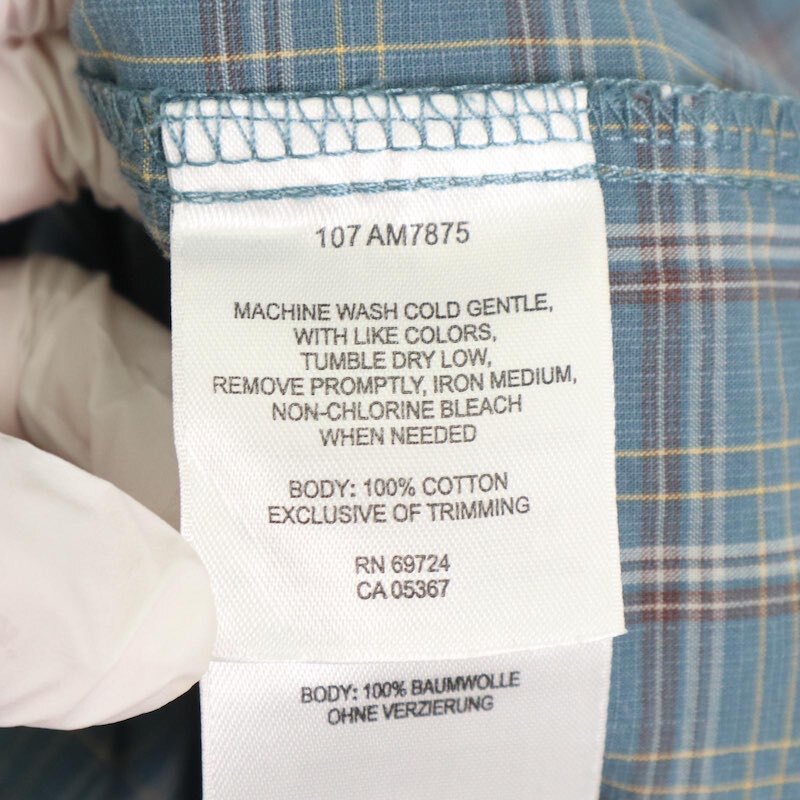 107 AM7875
MACHINE WASH COLD GENTLE,
WITH LIKE COLORS,
TUMBLE DRY LOW,
REMOVE PROMPTLY, IRON MEDIUM,
NON-CHLORINE BLEACH
WHEN NEEDED
BODY: 100% COTTON
EXCLUSIVE OF TRIMMING
RN 69724
CA 05367
BODY: 100% BAUMWOLLE
OHNE VERZIERUNG